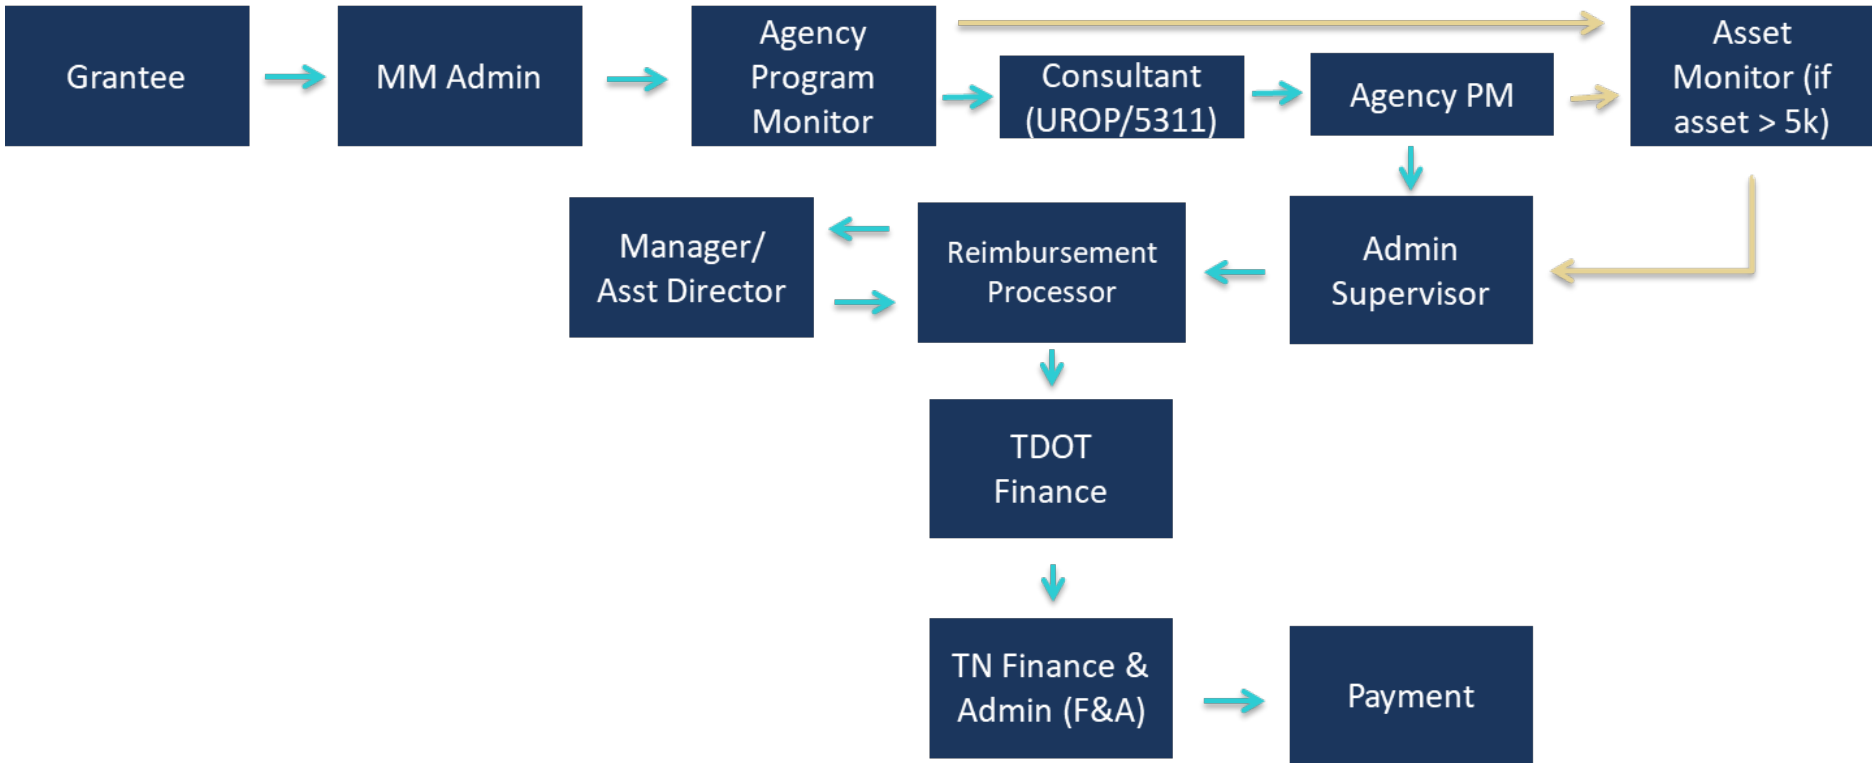 Grantee
MM Admin
Agency
Program
Monitor
Consultant
(UROP/5311)
Agency PM
Asset
Monitor (if
asset > 5k)
Manager/
Asst Director
Reimbursement
Processor
Admin
Supervisor
TDOT
Finance
TN Finance &
Admin (F&A)
Payment